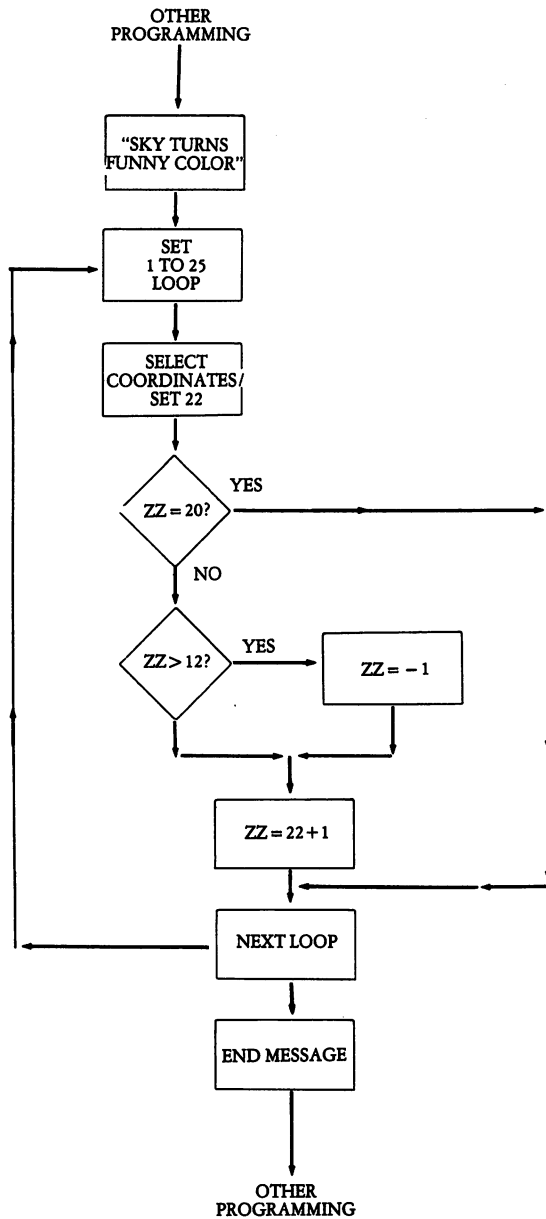 OTHER
PROGRAMMING
“SKY TURNS
FUNNY COLOR”
SET
1 TO 25
LOOP
SELECT
COORDINATES/
SET 22
ZZ = 20?
YES
NO
ZZ > 12?
YES
ZZ = − 1
ZZ = 22 + 1
NEXT LOOP
END MESSAGE
OTHER
PROGRAMMING